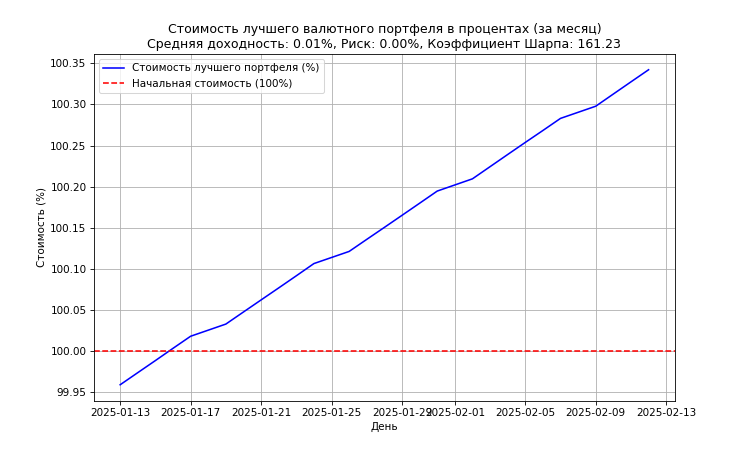 Стоимость лучшего валютного портфеля в процентах (за месяц)
Средняя доходность: 0.01%, Риск: 0.00%, Коэффициент Шарпа: 161.23
Стоимость лучшего портфеля (%)
Начальная стоимость (100%)
Стоимость (%)
100.35
100.30
100.25
100.20
100.15
100.10
100.05
100.00
99.95
2025-01-13 2025-01-17 2025-01-21 2025-01-25 2025-01-29 2025-02-01 2025-02-05 2025-02-09 2025-02-13
День